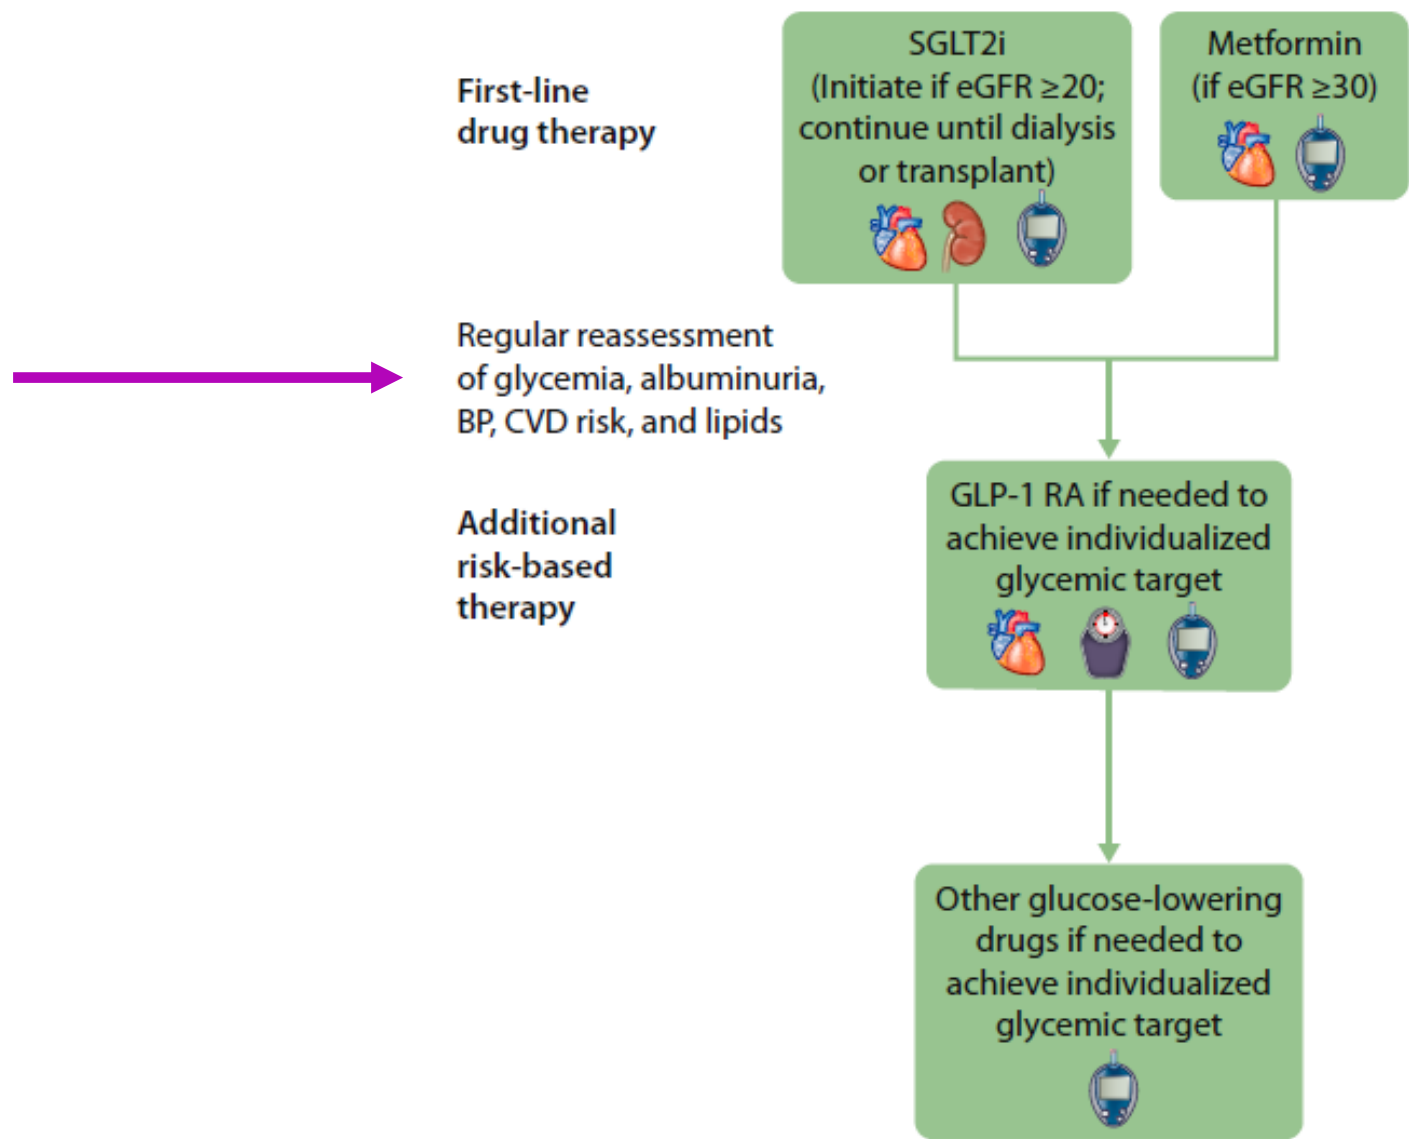 First-line
drug therapy
SGLT2i
(Initiate if eGFR ≥20;
continue until dialysis
or transplant)
Metformin
(if eGFR ≥30)
Regular reassessment
of glycemia, albuminuria,
BP, CVD risk, and lipids
Additional
risk-based
therapy
GLP-1 RA if needed to
achieve individualized
glycemic target
Other glucose-lowering
drugs if needed to
achieve individualized
glycemic target